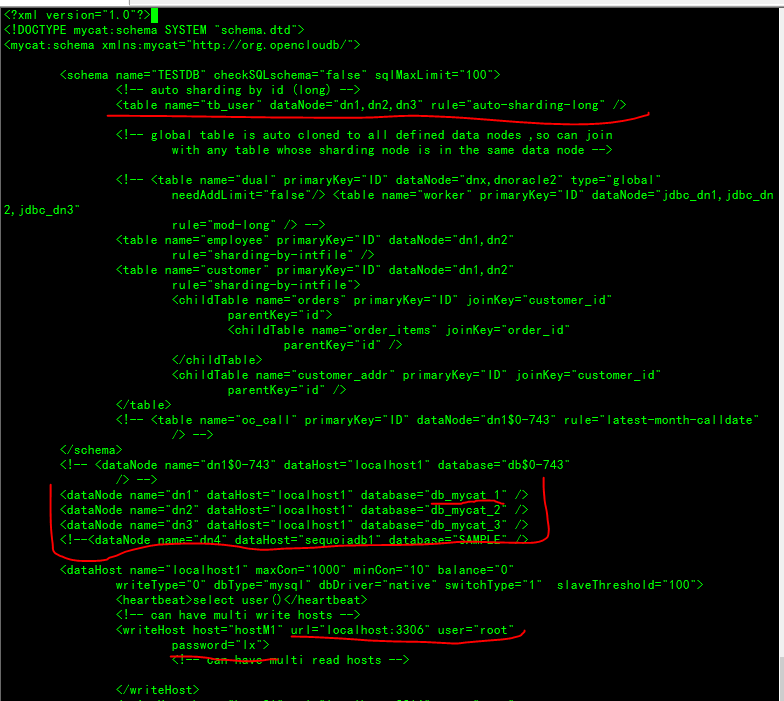 <?xml version="1.0"?>
<!DOCTYPE mycat:schema SYSTEM "schema.dtd">
<mycat:schema xmlns:mycat="http://org.opencloudb/">
<schema name="TESTDB" checkSQLschema="false" sqlMaxLimit="100">
<!-- auto sharding by id (long) -->
<table name="tb_user" dataNode="dn1,dn2,dn3" rule="auto-sharding-long" />
<!-- global table is auto cloned to all defined data nodes ,so can join
with any table whose sharding node is in the same data node -->
<!-- <table name="dual" primaryKey="ID" dataNode="dnx,dnoracle2" type="global"
needAddLimit="false"/> <table name="worker" primaryKey="ID" dataNode="jdbc_dn1,jdbc_dn
2,jdbc_dn3"
rule="mod-long" /> -->
<table name="employee" primaryKey="ID" dataNode="dn1,dn2"
rule="sharding-by-intfile" />
<table name="customer" primaryKey="ID" dataNode="dn1,dn2"
rule="sharding-by-intfile">
<childTable name="orders" primaryKey="ID" joinKey="customer_id"
parentKey="id">
<childTable name="order_items" joinKey="order_id"
parentKey="id" />
</childTable>
<childTable name="customer_addr" primaryKey="ID" joinKey="customer_id"
parentKey="id" />
</table>
<!-- <table name="oc_call" primaryKey="ID" dataNode="dn1$0-743" rule="latest-month-calldate"
/> -->
</schema>
<!-- <dataNode name="dn1$0-743" dataHost="localhost1" database="db$0-743"
/> -->
<dataNode name="dn1" dataHost="localhost1" database="db_mycat_1" />
<dataNode name="dn2" dataHost="localhost1" database="db_mycat_2" />
<dataNode name="dn3" dataHost="localhost1" database="db_mycat_3" />
<!--<dataNode name="dn4" dataHost="sequoiadb1" database="SAMPLE" />
<dataHost name="localhost1" maxCon="1000" minCon="10" balance="0"
writeType="0" dbType="mysql" dbDriver="native" switchType="1" slaveThreshold="100">
<heartbeat>select user()</heartbeat>
<!-- can have multi write hosts -->
<writeHost host="hostM1" url="localhost:3306" user="root"
password="lx">
<!-- can have multi read hosts -->
</writeHost>